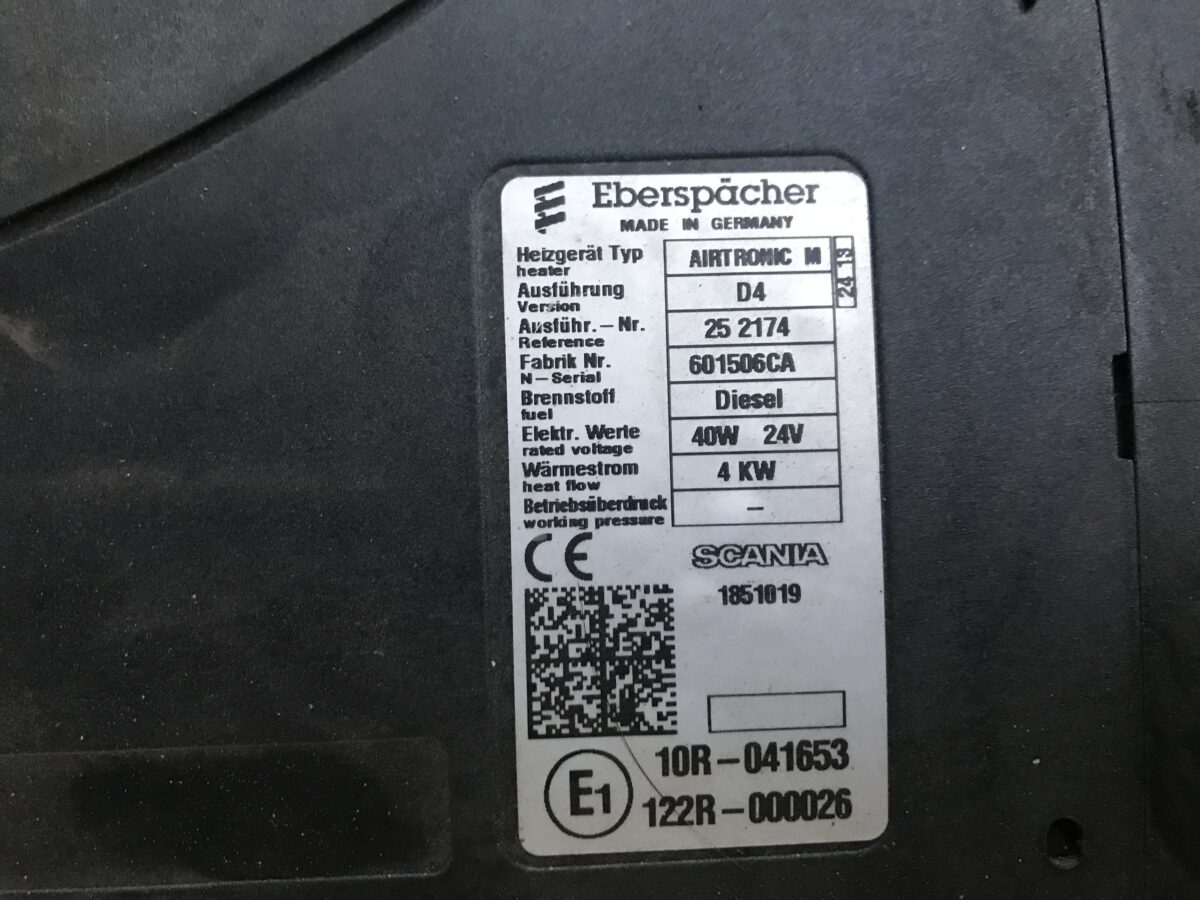 Eberspächer
MADE IN GERMANY
Heizgerät Typ
heater
AIRTRONIC M
24 13
Ausführung
Version
D4
Ausführ.-Nr.
Reference
25 2174
Fabrik Nr.
N-Serial
601506CA
Brennstoff
fuel
Diesel
Elektr. Werte
rated voltage
40W 24V
Wärmestrom
heat flow
4 KW
Betriebsüberdruck
working pressure
–
CE
SCANIA
1851019
E1
10R-041653
122R-000026